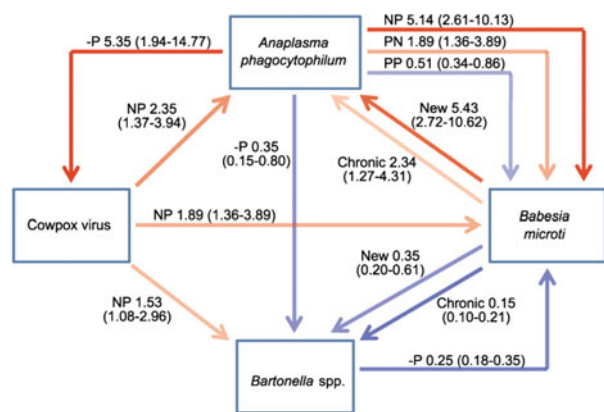 NP 5.14 (2.61-10.13)
-P 5.35 (1.94-14.77)
Anaplasma
phagocytophilum
PN 1.89 (1.36-3.89)
PP 0.51 (0.34-0.86)
NP 2.35
(1.37-3.94)
-P 0.35
(0.15-0.80)
New 5.43
(2.72-10.62)
Chronic 2.34
(1.27-4.31)
Cowpox virus
NP 1.89 (1.36-3.89)
Babesia
microti
New 0.35
(0.20-0.61)
NP 1.53
(1.08-2.96)
Chronic 0.15
(0.10-0.21)
Bartonella spp.
-P 0.25 (0.18-0.35)